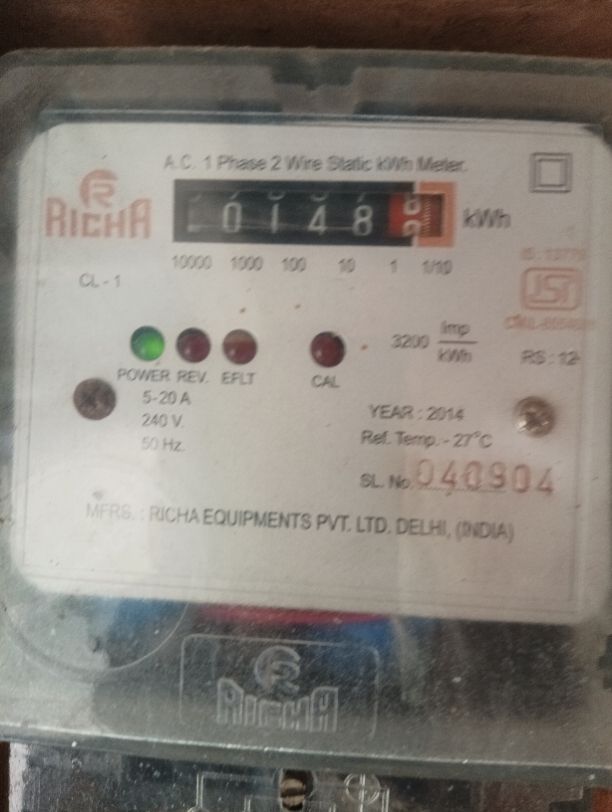 A.C. 1 Phase 2 Wire Static kWh Meter.
RICHA
0148
kWh
10000 1000 100 10 1 1/10
CL - 1
ISI
3200 Imp/kWh
POWER REV. EFLT CAL
RS : 12
5-20 A
240 V.
50 Hz.
YEAR : 2014
Ref. Temp. - 27°C
SL. No. 040904
MFRS. : RICHA EQUIPMENTS PVT. LTD. DELHI, (INDIA)
RICHA